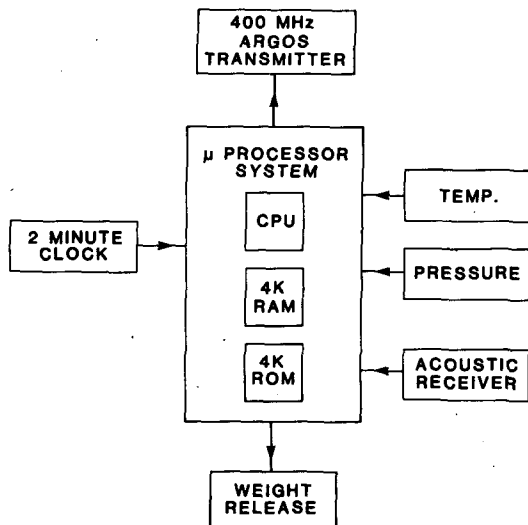 400 MHz
ARGOS
TRANSMITTER
μ PROCESSOR
SYSTEM
CPU
4K
RAM
4K
ROM
2 MINUTE
CLOCK
TEMP.
PRESSURE
ACOUSTIC
RECEIVER
WEIGHT
RELEASE